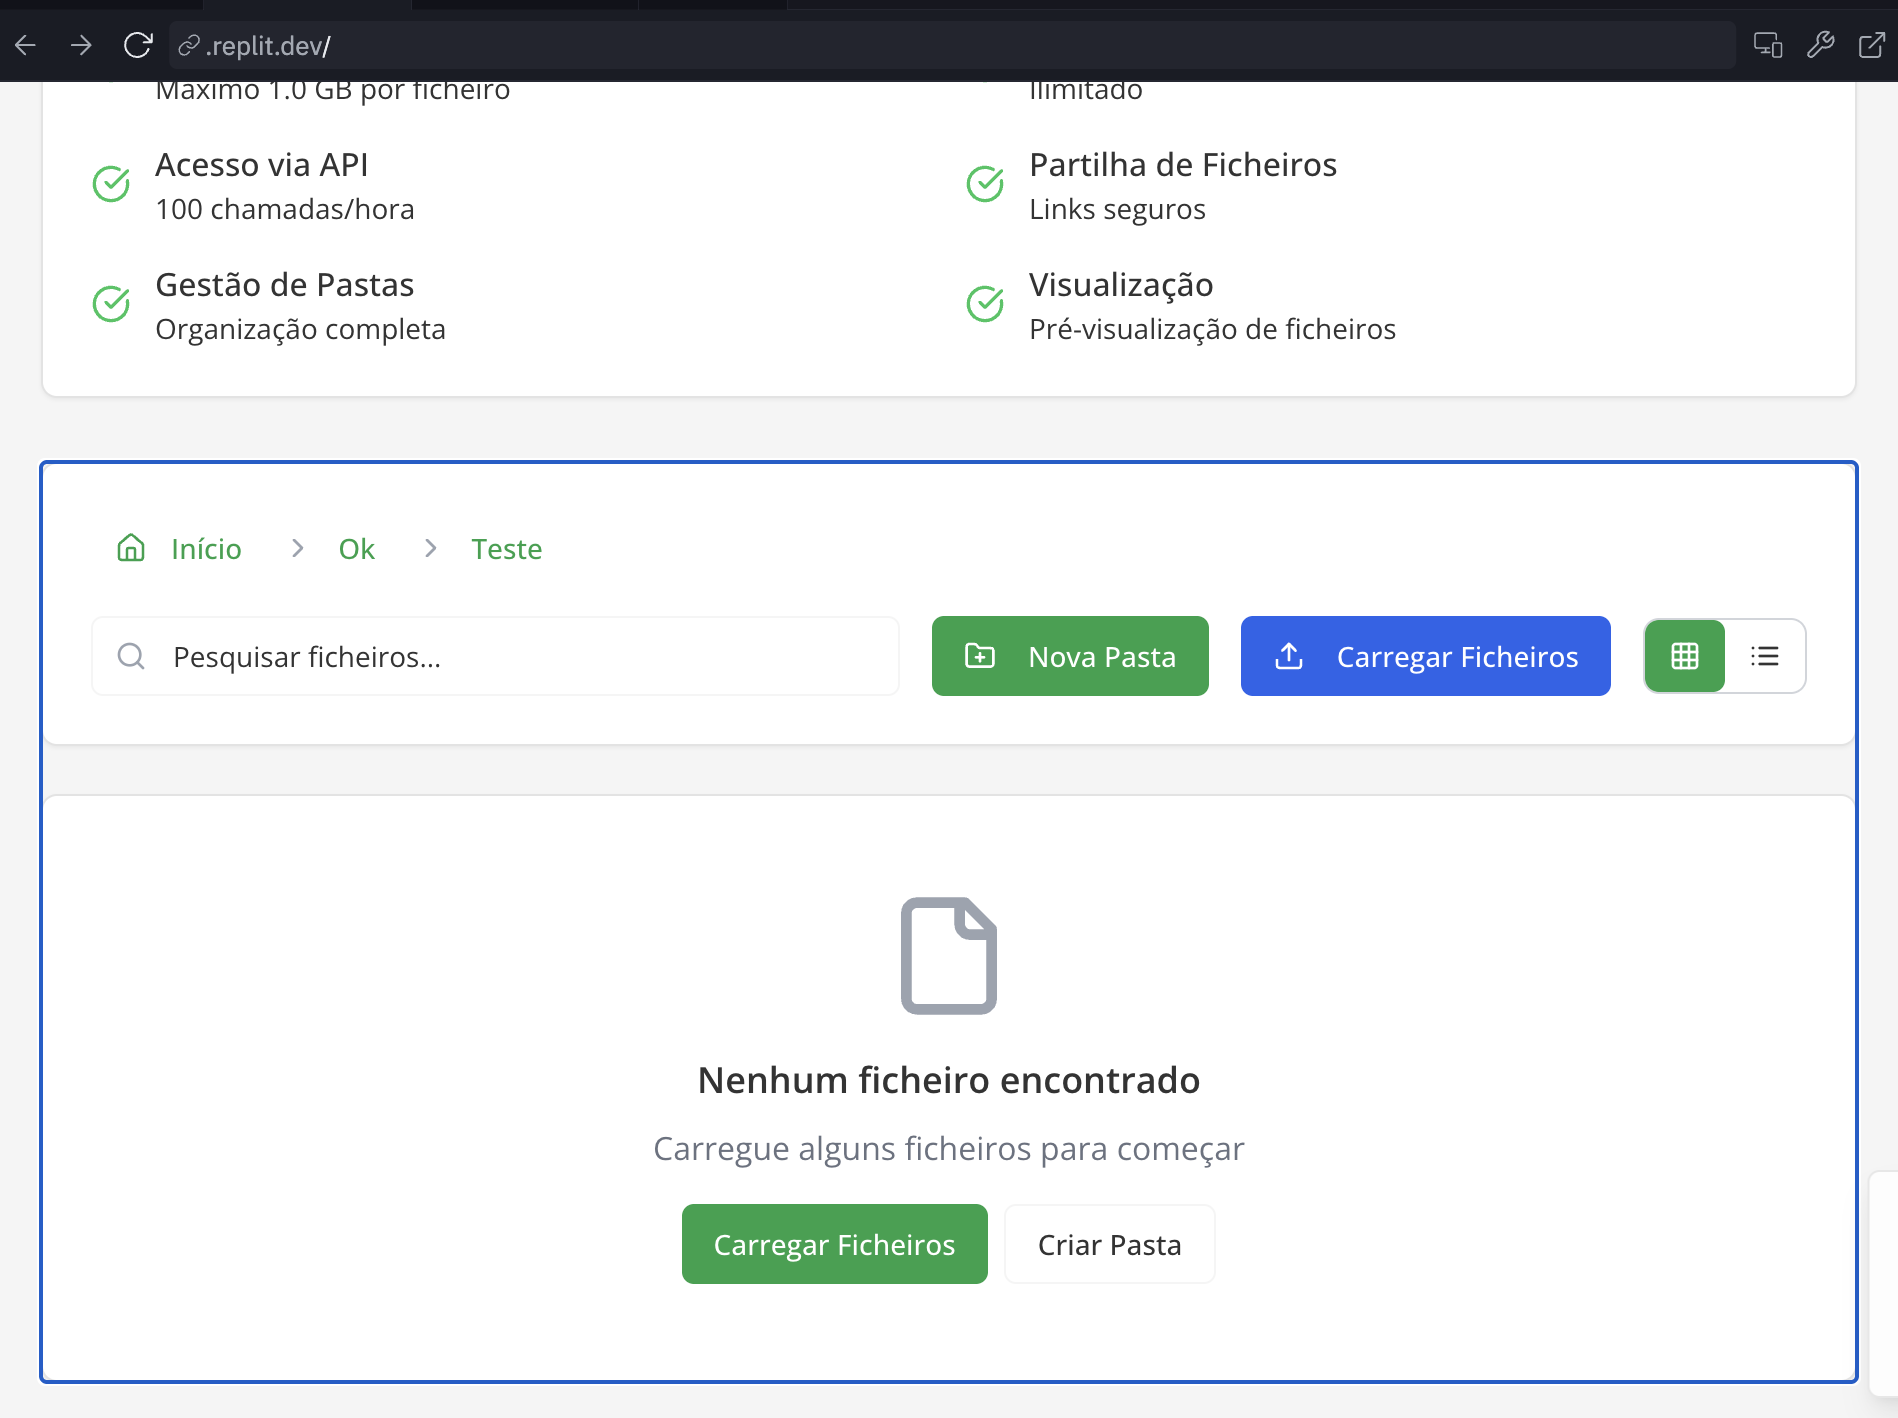 .replit.dev/
Máximo 1.0 GB por ficheiro
Ilimitado
Acesso via API
100 chamadas/hora
Partilha de Ficheiros
Links seguros
Gestão de Pastas
Organização completa
Visualização
Pré-visualização de ficheiros
Início
Ok
Teste
Pesquisar ficheiros...
Nova Pasta
Carregar Ficheiros
Nenhum ficheiro encontrado
Carregue alguns ficheiros para começar
Carregar Ficheiros
Criar Pasta